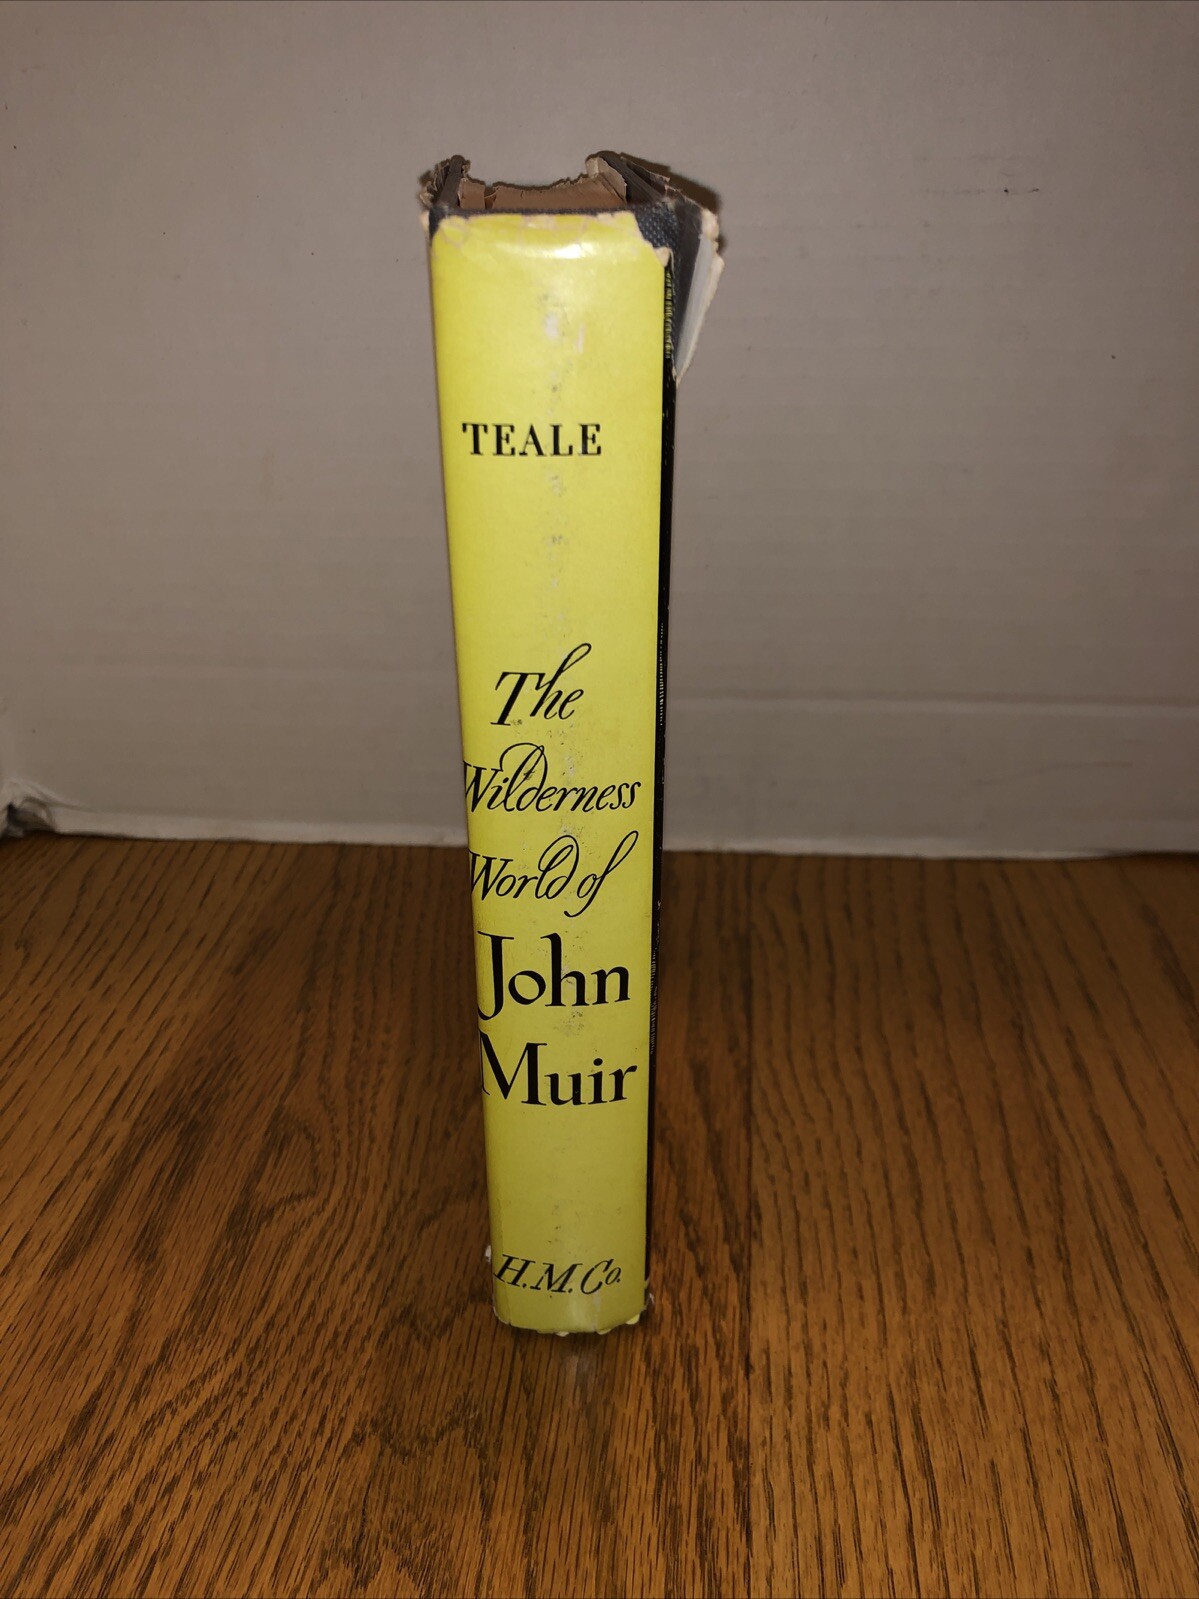 TEALE
The
Wilderness
World of
John
Muir
H.M.Co.